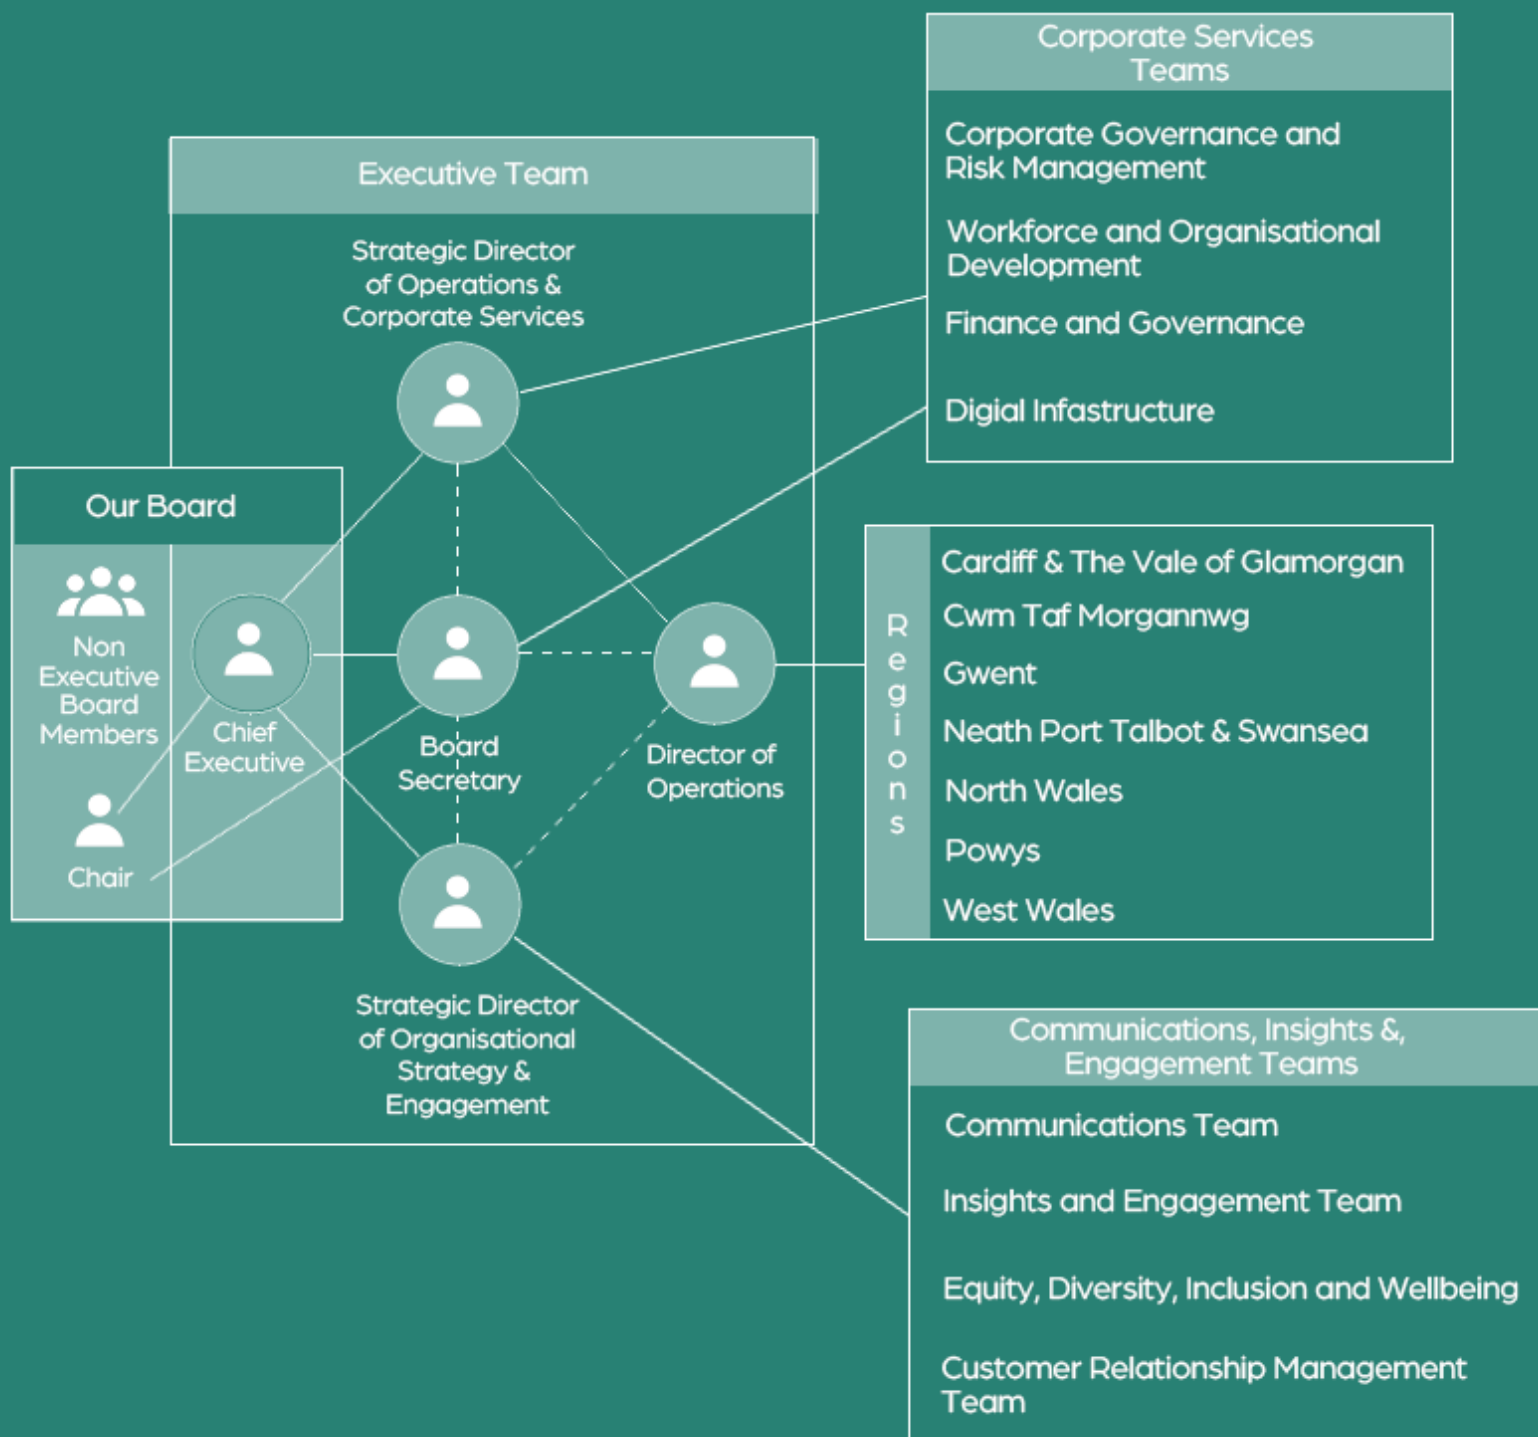 Corporate Services
Teams
Corporate Governance and
Risk Management
Workforce and Organisational
Development
Finance and Governance
Digial Infastructure
Executive Team
Strategic Director
of Operations &
Corporate Services
Our Board
Non
Executive
Board
Members
Chair
Chief
Executive
Board
Secretary
Director of
Operations
Strategic Director
of Organisational
Strategy &
Engagement
Regions
Cardiff & The Vale of Glamorgan
Cwm Taf Morgannwg
Gwent
Neath Port Talbot & Swansea
North Wales
Powys
West Wales
Communications, Insights &,
Engagement Teams
Communications Team
Insights and Engagement Team
Equity, Diversity, Inclusion and Wellbeing
Customer Relationship Management
Team